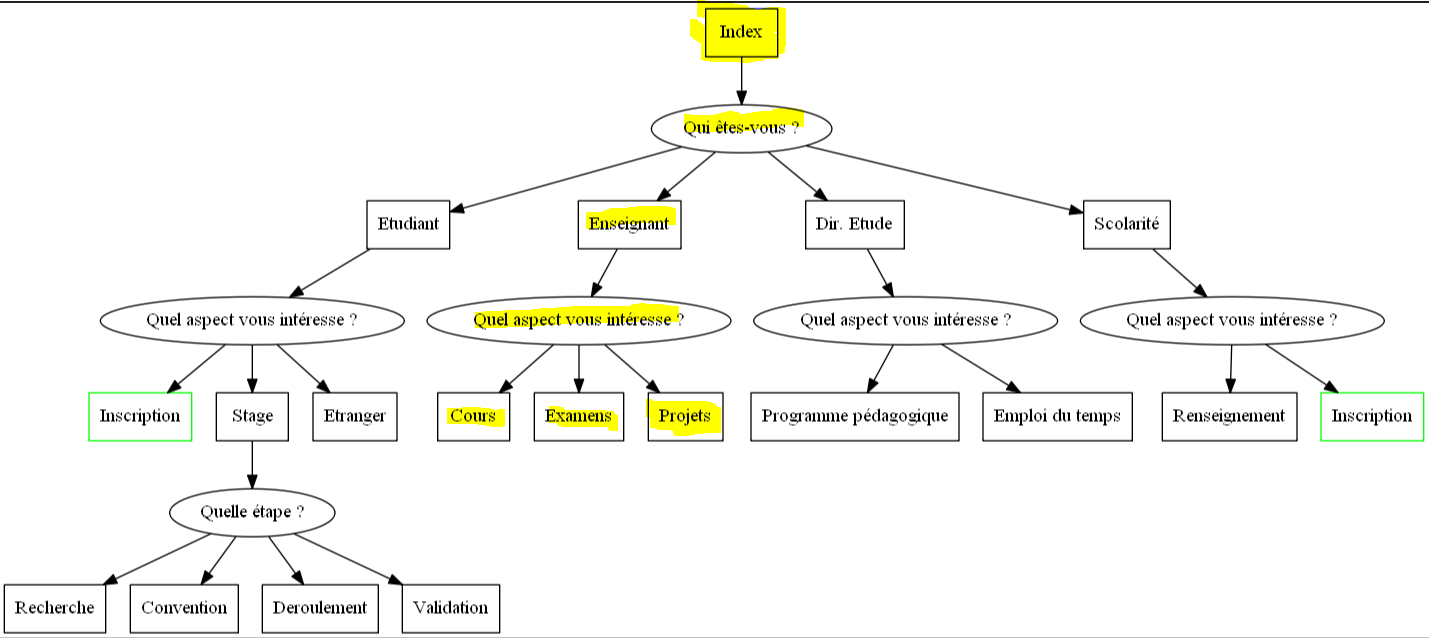 Index
Qui êtes-vous ?
Etudiant
Enseignant
Dir. Etude
Scolarité
Quel aspect vous intéresse ?
Quel aspect vous intéresse ?
Quel aspect vous intéresse ?
Quel aspect vous intéresse ?
Inscription
Stage
Etranger
Cours
Examens
Projets
Programme pédagogique
Emploi du temps
Renseignement
Inscription
Quelle étape ?
Recherche
Convention
Deroulement
Validation